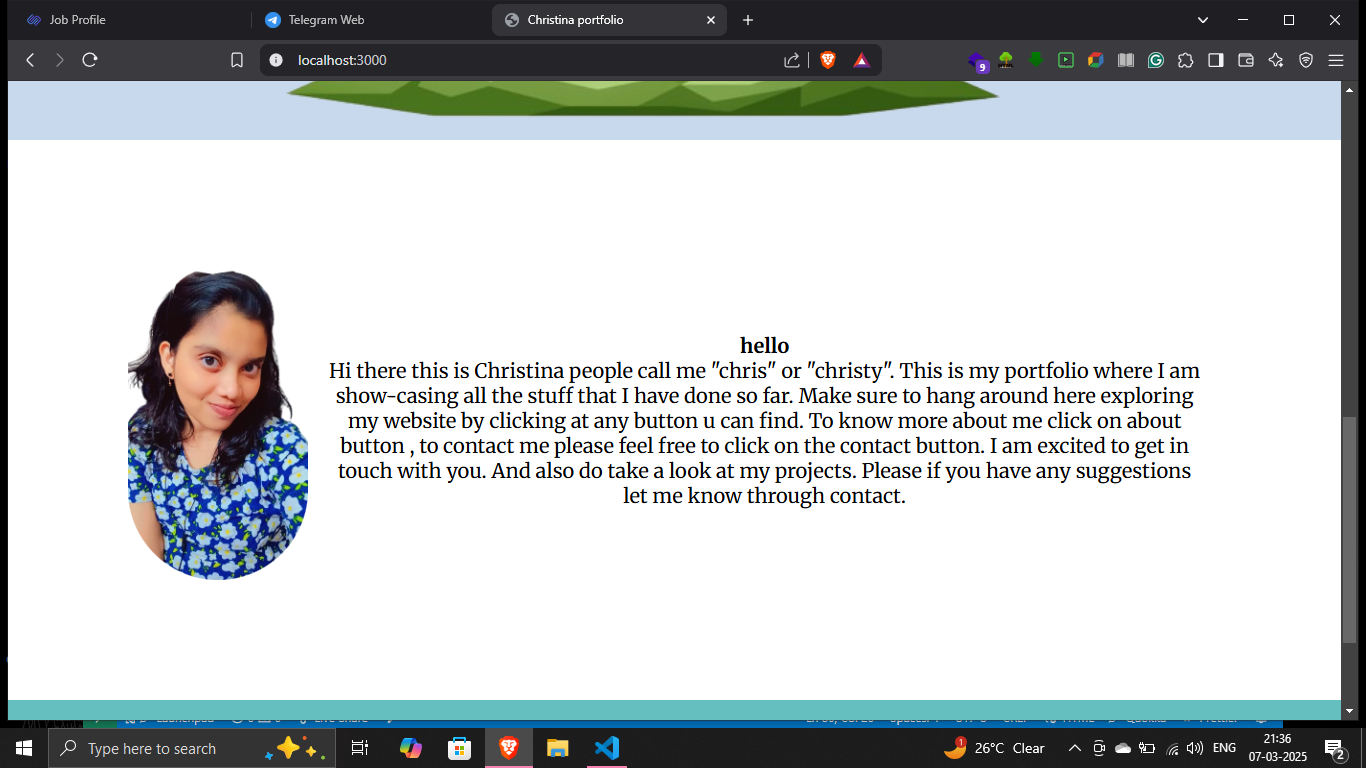 Job Profile
Telegram Web
Christina portfolio
localhost:3000
9
hello
Hi there this is Christina people call me "chris" or "christy". This is my portfolio where I am
show-casing all the stuff that I have done so far. Make sure to hang around here exploring
my website by clicking at any button u can find. To know more about me click on about
button , to contact me please feel free to click on the contact button. I am excited to get in
touch with you. And also do take a look at my projects. Please if you have any suggestions
let me know through contact.
Type here to search
1
26°C Clear
ENG
21:36
07-03-2025
2